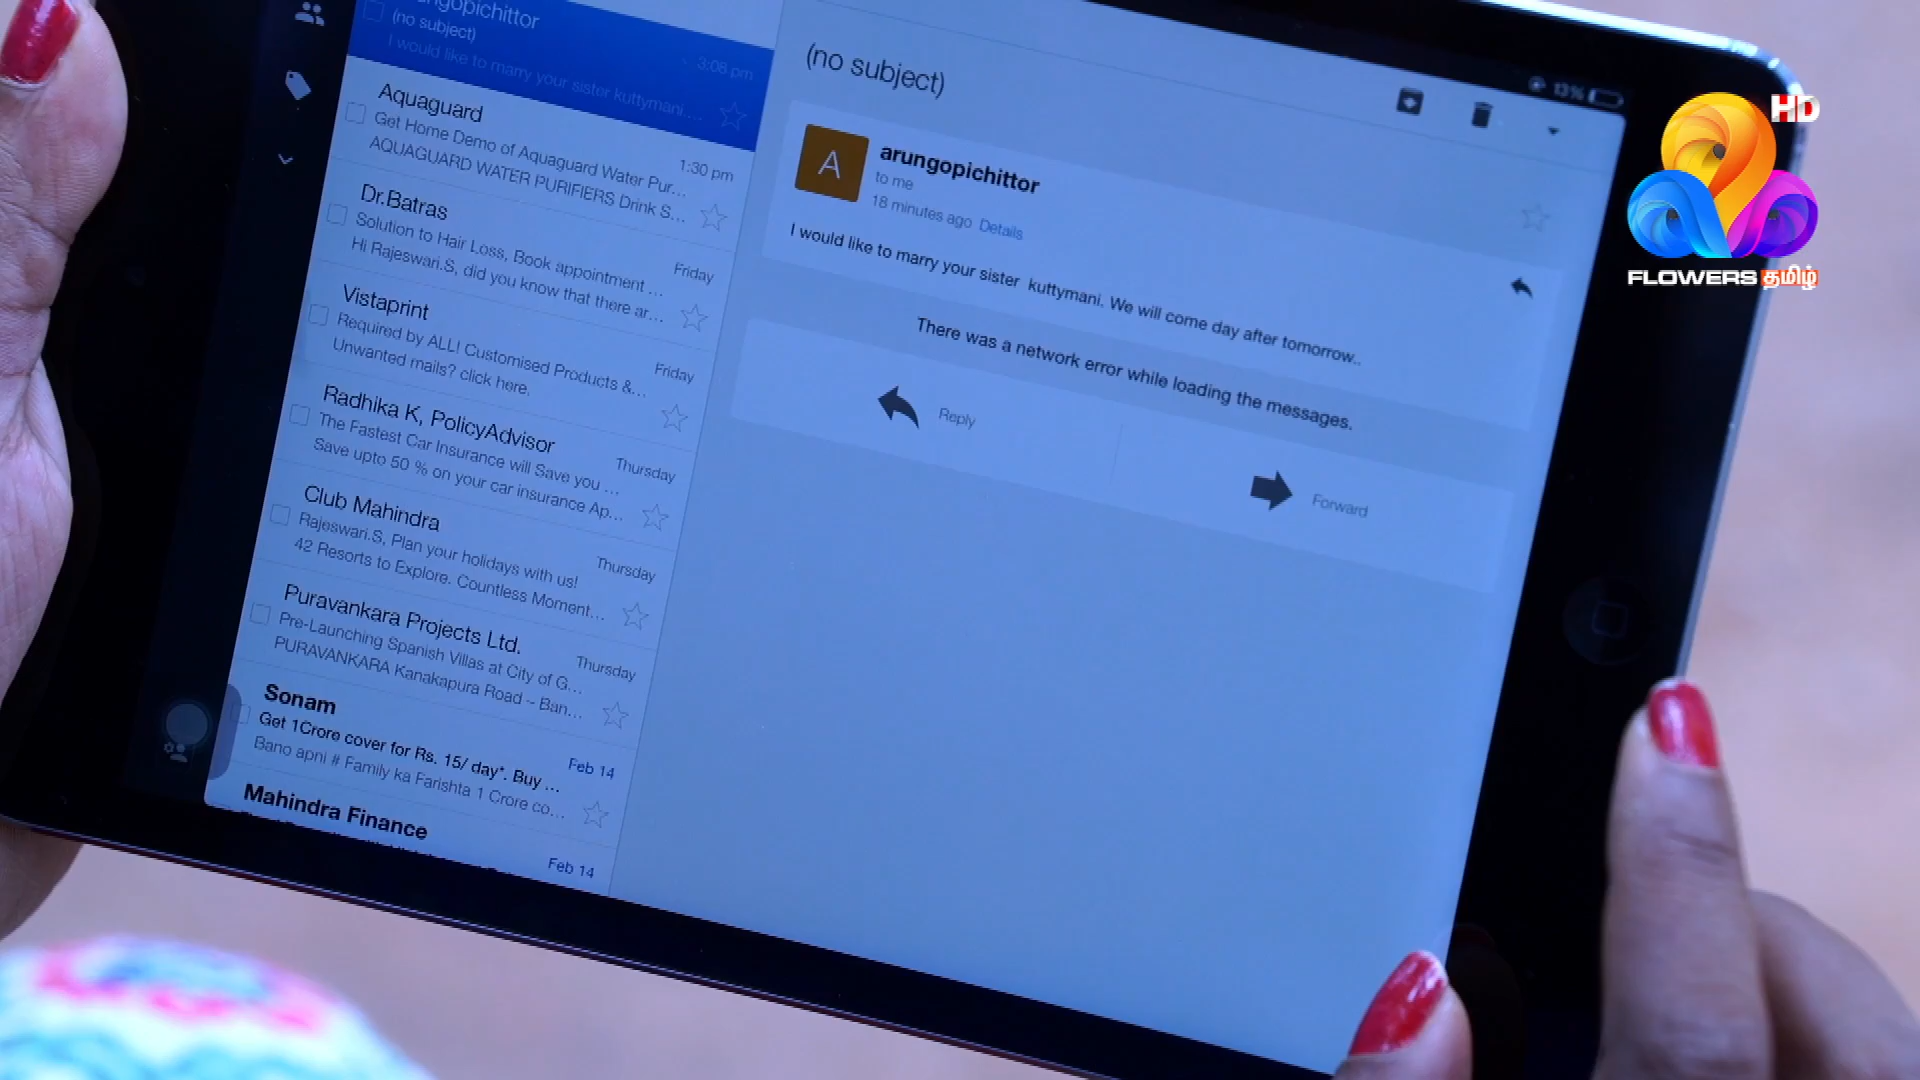 ngopichittor
(no subject)
3:08 pm
I would like to marry your sister kuttymani....
Aquaguard
Get Home Demo of Aquaguard Water Pur...
1:30 pm
AQUAGUARD WATER PURIFIERS Drink S...
Dr.Batras
Solution to Hair Loss, Book appointment ...
Friday
Hi Rajeswari.S, did you know that there ar...
Vistaprint
Required by ALL! Customised Products &...
Friday
Unwanted mails? click here.
Radhika K, PolicyAdvisor
The Fastest Car Insurance will Save you ...
Thursday
Save upto 50 % on your car insurance Ap...
Club Mahindra
Rajeswari.S, Plan your holidays with us!
Thursday
42 Resorts to Explore. Countless Moment...
Puravankara Projects Ltd.
Pre-Launching Spanish Villas at City of G...
Thursday
PURAVANKARA Kanakapura Road ~ Ban...
Sonam
Get 1Crore cover for Rs. 15/ day*. Buy ...
Feb 14
Bano apni # Family ka Farishta 1 Crore co...
Mahindra Finance
Feb 14
(no subject)
13%
A
arungopichittor
to me
18 minutes ago Details
I would like to marry your sister kuttymani. We will come day after tomorrow..
There was a network error while loading the messages.
Reply
Forward
HD
FLOWERS தமிழ்